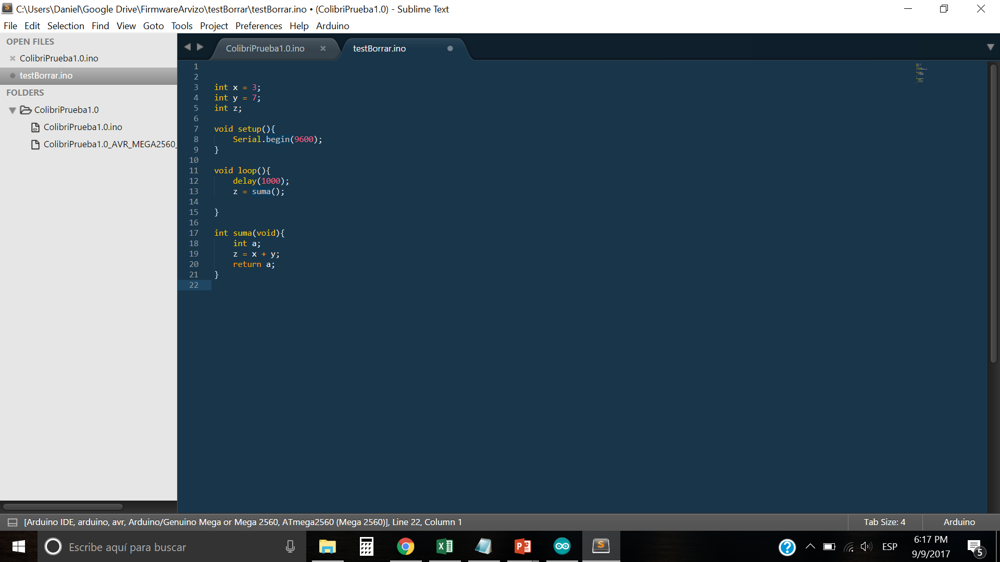 C:\Users\Daniel\Google Drive\FirmwareArvizo\testBorrar\testBorrar.ino • (ColibriPrueba1.0) - Sublime Text
File Edit Selection Find View Goto Tools Project Preferences Help Arduino
OPEN FILES
ColibriPrueba1.0.ino
testBorrar.ino
FOLDERS
ColibriPrueba1.0
ColibriPrueba1.0.ino
ColibriPrueba1.0_AVR_MEGA2560_
ColibriPrueba1.0.ino testBorrar.ino
1
2
3 int x = 3;
4 int y = 7;
5 int z;
6
7 void setup(){
8     Serial.begin(9600);
9 }
10
11 void loop(){
12     delay(1000);
13     z = suma();
14
15 }
16
17 int suma(void){
18     int a;
19     z = x + y;
20     return a;
21 }
22
[Arduino IDE, arduino, avr, Arduino/Genuino Mega or Mega 2560, ATmega2560 (Mega 2560)], Line 22, Column 1 Tab Size: 4 Arduino
Escribe aquí para buscar
ESP
6:17 PM
9/9/2017
5